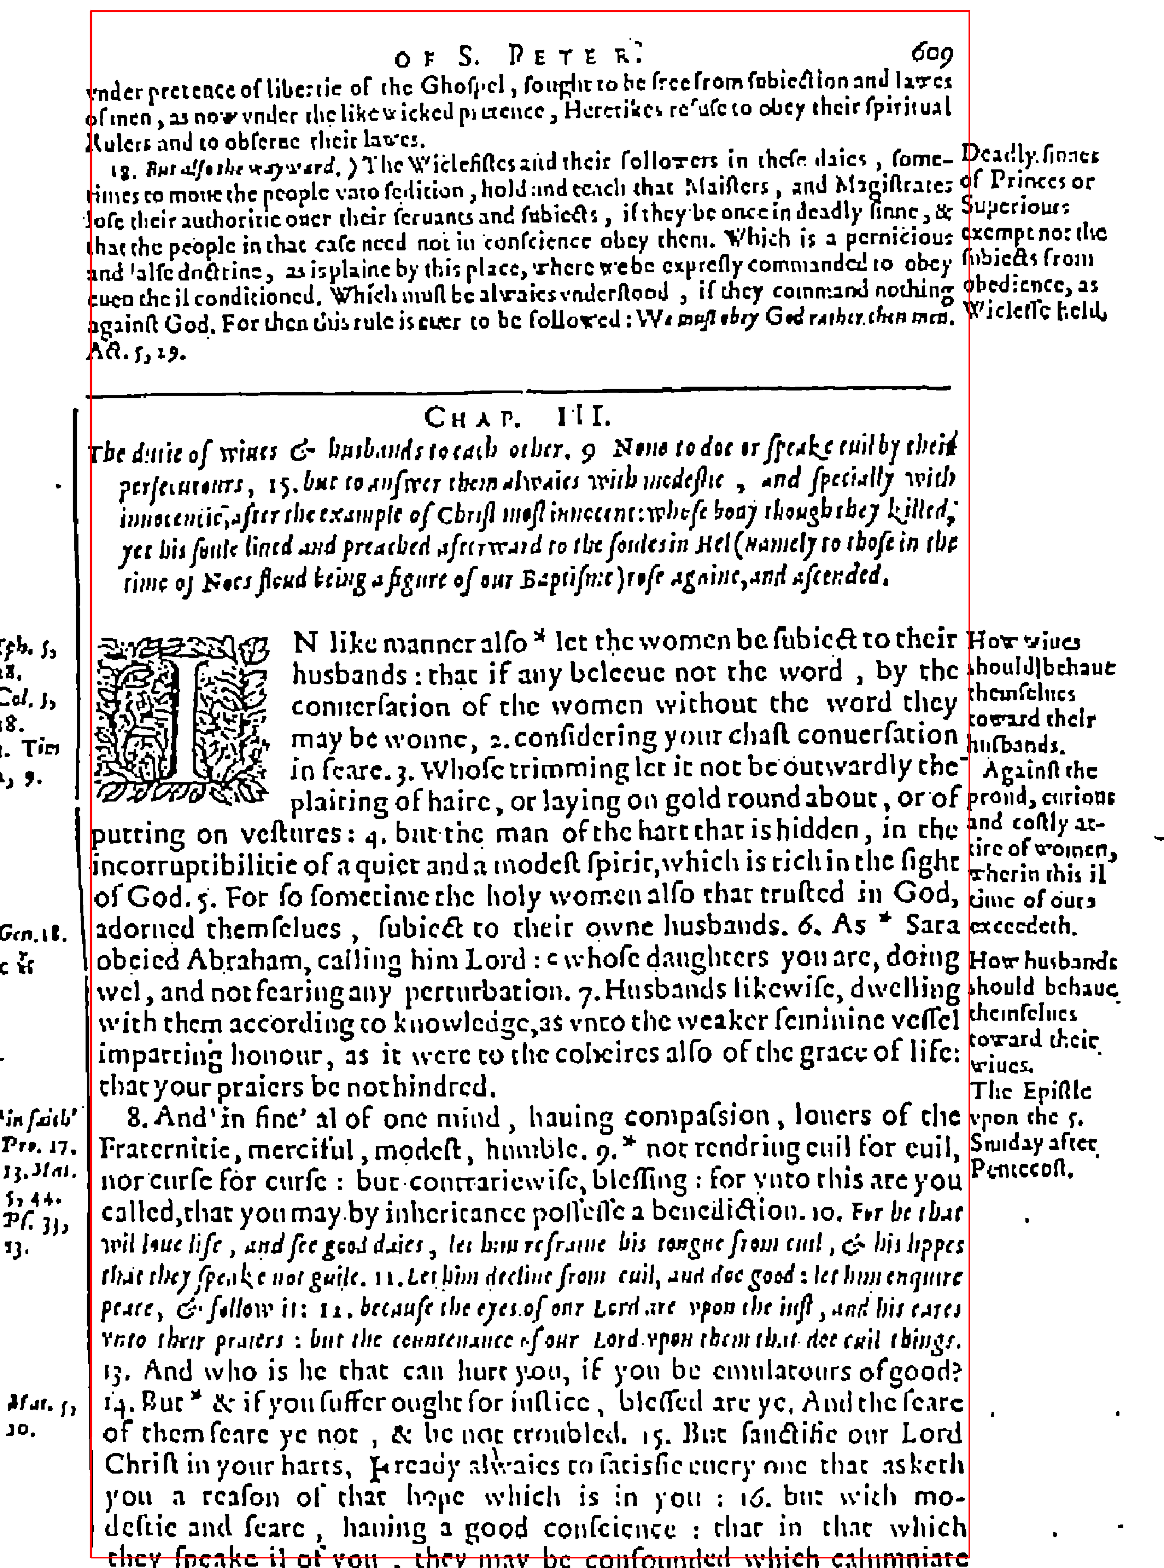 OF S. PETER.
609
vnder pretence of libertie of the Ghoſpel, ſought to be free from ſubiection and lawes
of men, as now vnder the like wicked pretence, Heretikes refuſe to obey their ſpiritual
Rulers and to obſerue their lawes.
18. But alſo the wayward.) The Wicleſiſtes and their followers in theſe daies, ſome-
times to moue the people vnto ſedition, hold and teach that Maiſters, and Magiſtrates
loſe their authoritie ouer their ſeruants and ſubiects, if they be once in deadly ſinne, &
that the people in that caſe need not in conſcience obey them. Which is a pernicious
and falſe doctrine, as is plaine by this place, where we be expreſly commanded to obey
euen the il conditioned. Which muſt be alwaies vnderſtood, if they command nothing
againſt God. For then this rule is euer to be followed: We muſt obey God rather then men.
Act. 5, 19.
Deadly ſinnes
of Princes or
Superiours
exempt not the
ſubiects from
obedience, as
Wicleffe held,
CHAP. III.
The dutie of wiues & husbands to each other. 9 None to doe or ſpeake euil by their
perſecutours, 15. but to anſwer them alwaies with modeſtie, and ſpecially with
innocencie, after the example of Chriſt moſt innocent: whoſe body though they killed,
yet his ſoule liued and preached afterward to the ſoules in Hel (namely to thoſe in the
time of Noes floud being a figure of our Baptiſme) roſe againe, and aſcended.
IN like manner alſo * let the women be ſubiect to their
husbands: that if any beleeue not the word, by the
conuerſation of the women without the word they
may be wonne, 2. conſidering your chaſt conuerſation
in feare. 3. Whoſe trimming let it not be outwardly the
plaiting of haire, or laying on gold round about, or of
putting on veſtures: 4. but the man of the hart that is hidden, in the
incorruptibilitie of a quiet and a modeſt ſpirit, which is rich in the ſight
of God. 5. For ſo ſometime the holy women alſo that truſted in God,
adorned themſelues, ſubiect to their owne husbands. 6. As * Sara
obeied Abraham, calling him Lord: c whoſe daughters you are, doing
wel, and not fearing any perturbation. 7. Husbands likewiſe, dwelling
with them according to knowledge, as vnto the weaker feminine veſſel
imparting honour, as it were to the coheires alſo of the grace of life:
that your praiers be not hindred.
8. And 'in fine' al of one mind, hauing compaſsion, louers of the
Fraternitie, merciful, modeſt, humble. 9. * not rendring euil for euil,
nor curſe for curſe: but contrariewiſe, bleſſing: for vnto this are you
called, that you may by inheritance poſſeſſe a benediction. 10. For he that
wil loue life, and ſee good daies, let him refraine his tongue from euil, & his lippes
that they ſpeake not guile. 11. Let him decline from euil, and doe good: let him enquire
peace, & follow it: 12. becauſe the eyes of our Lord are vpon the iuſt, and his eares
vnto their praiers: but the countenance of our Lord vpon them that doe euil things.
13. And who is he that can hurt you, if you be emulatours of good?
14. But * & if you ſuffer ought for iuſtice, bleſſed are ye. And the feare
of them feare ye not, & be not troubled. 15. But ſanctifie our Lord
Chriſt in your harts, ready alwaies to ſatisfie euery one that asketh
you a reaſon of that hope which is in you: 16. but with mo-
deſtie and feare, hauing a good conſcience: that in that which
they ſpeake il of you, they may be confounded which calumniate
Eph. 5,
18.
Col. 3,
18.
1. Tim
2, 9.
Gen. 18.
'in faith'
Pro. 17.
13. Mat.
5, 44.
Pſ. 33,
13.
Mat. 5,
10.
How wiues
ſhould behaue
themſelues
toward their
husbands.
Againſt the
proud, curious
and coſtly at-
tire of women,
wherin this il
time of ours
exceedeth.
How husbands
ſhould behaue
themſelues
toward their
wiues.
The Epiſtle
vpon the 5.
Sunday after
Pentecoſt.